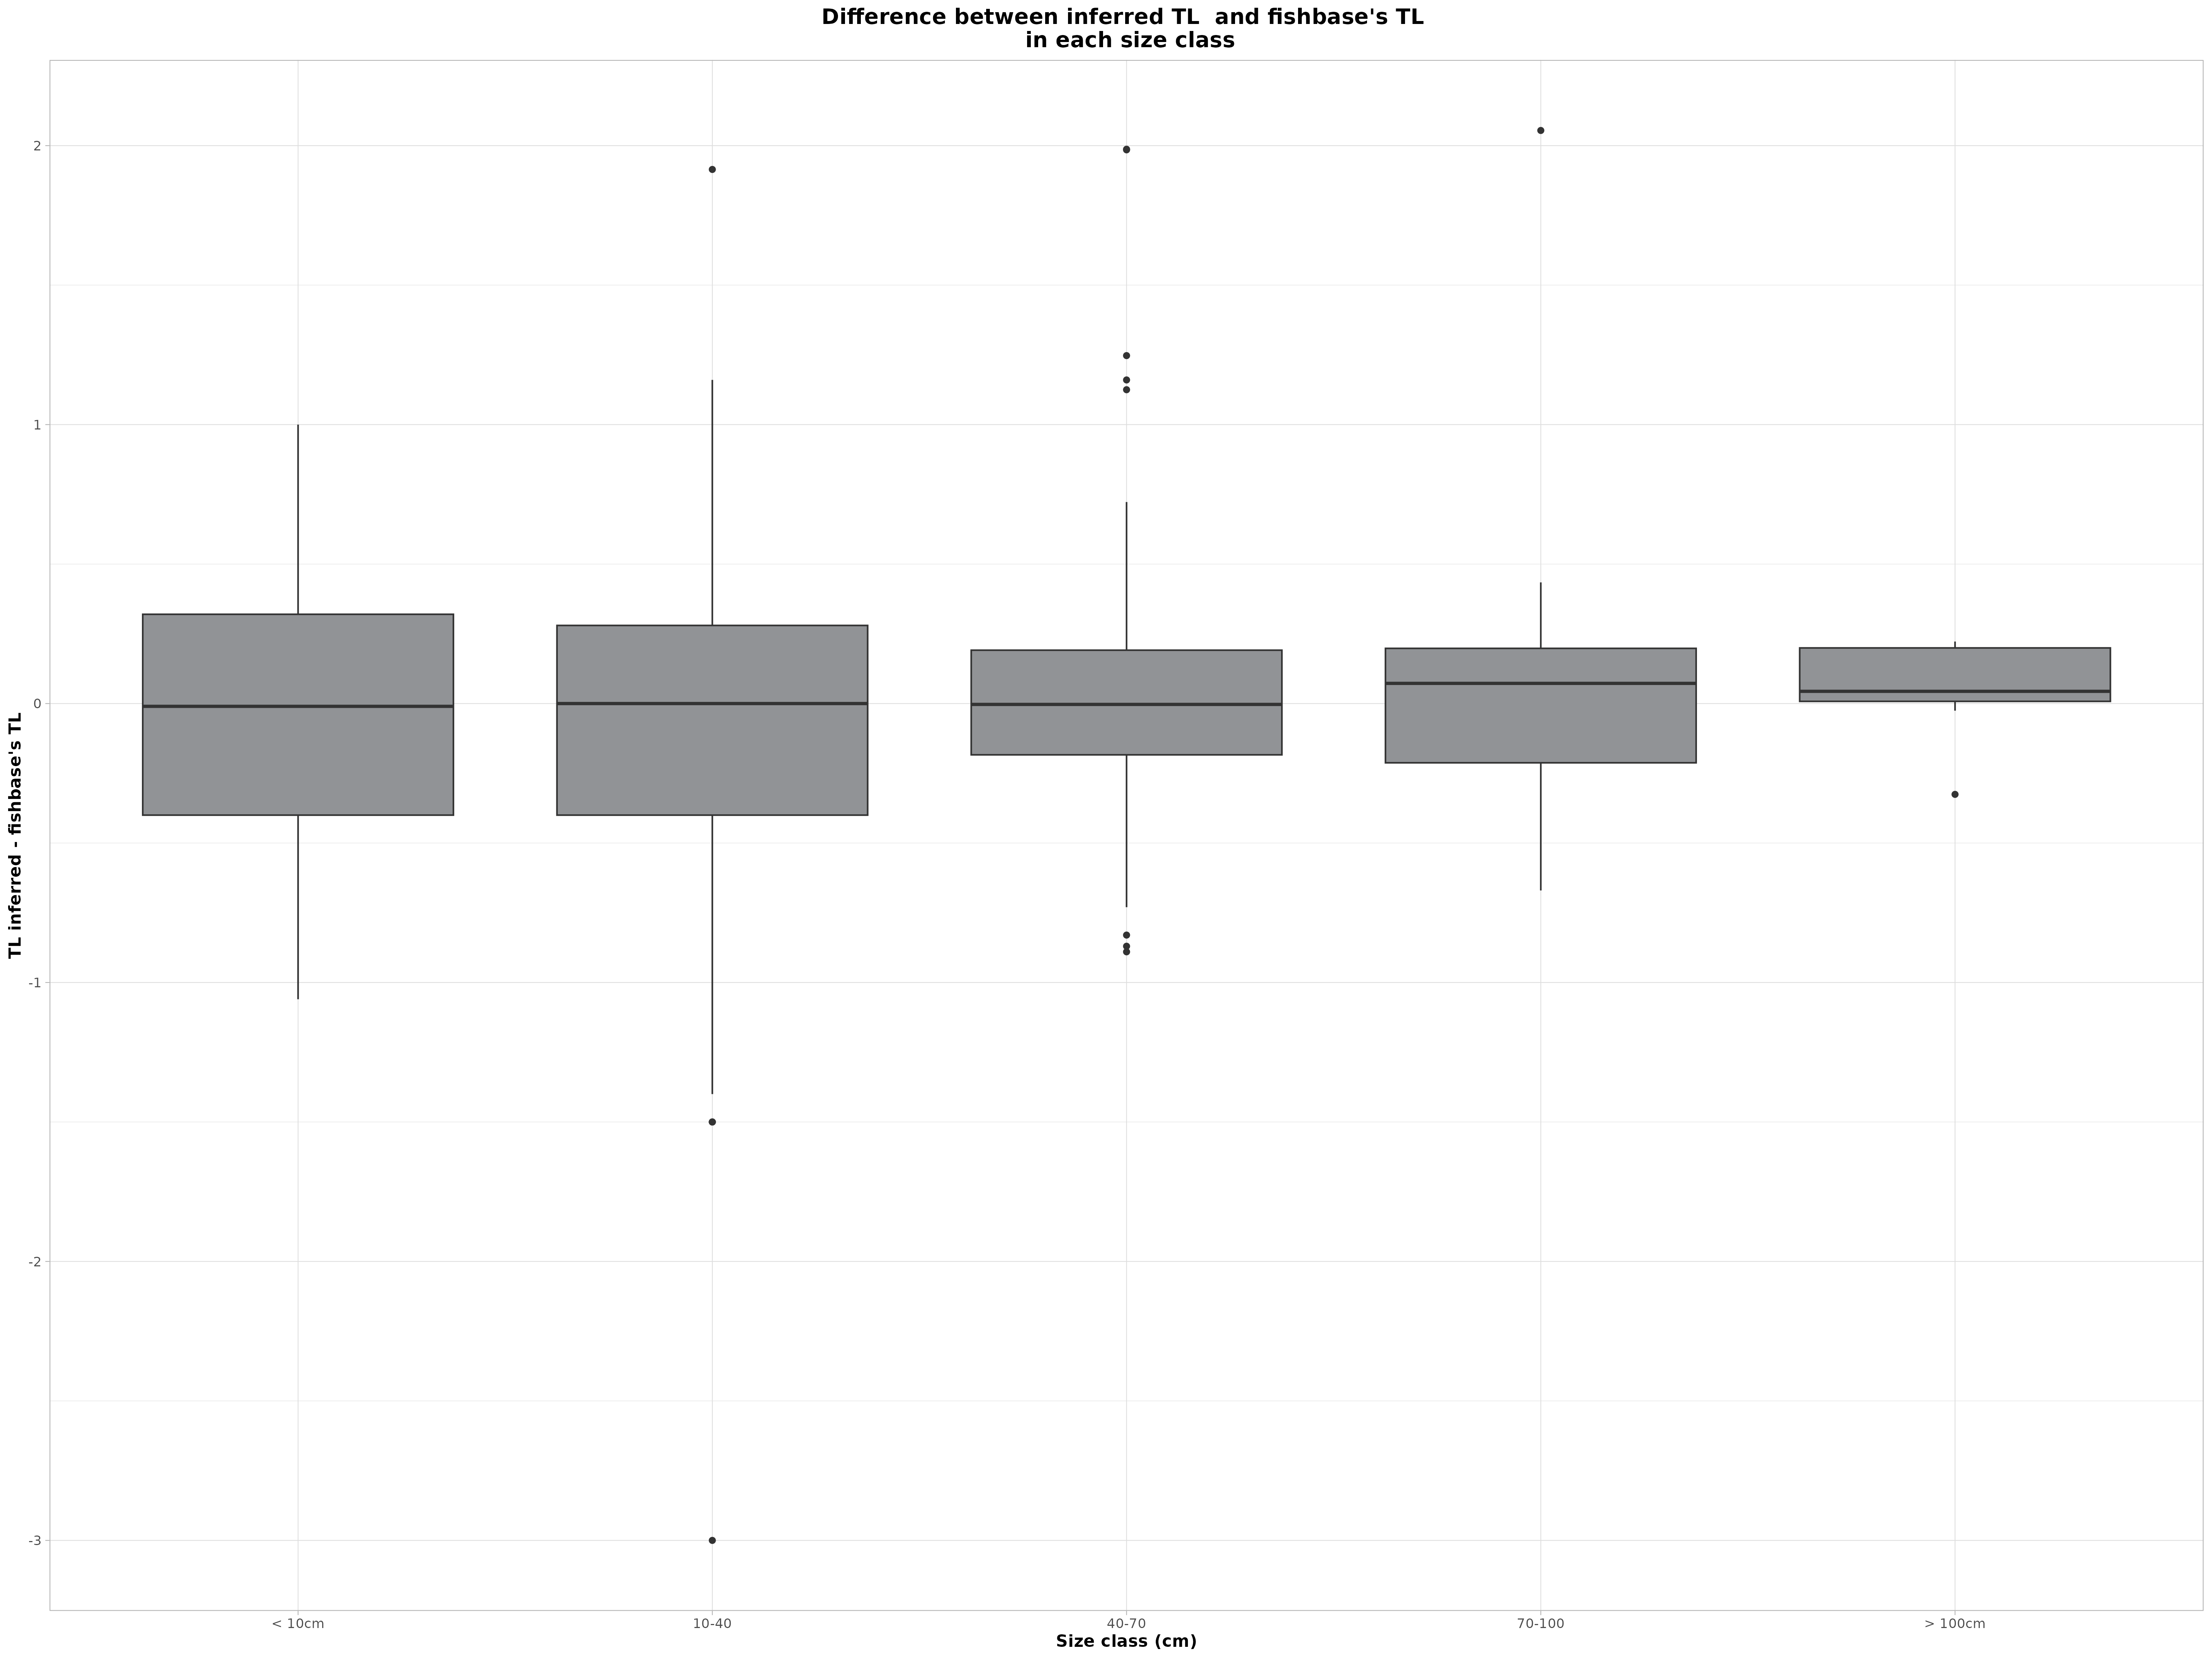 Difference between inferred TL  and fishbase's TL
in each size class
TL inferred - fishbase's TL
2
1
0
-1
-2
-3
< 10cm
10-40
40-70
70-100
> 100cm
Size class (cm)